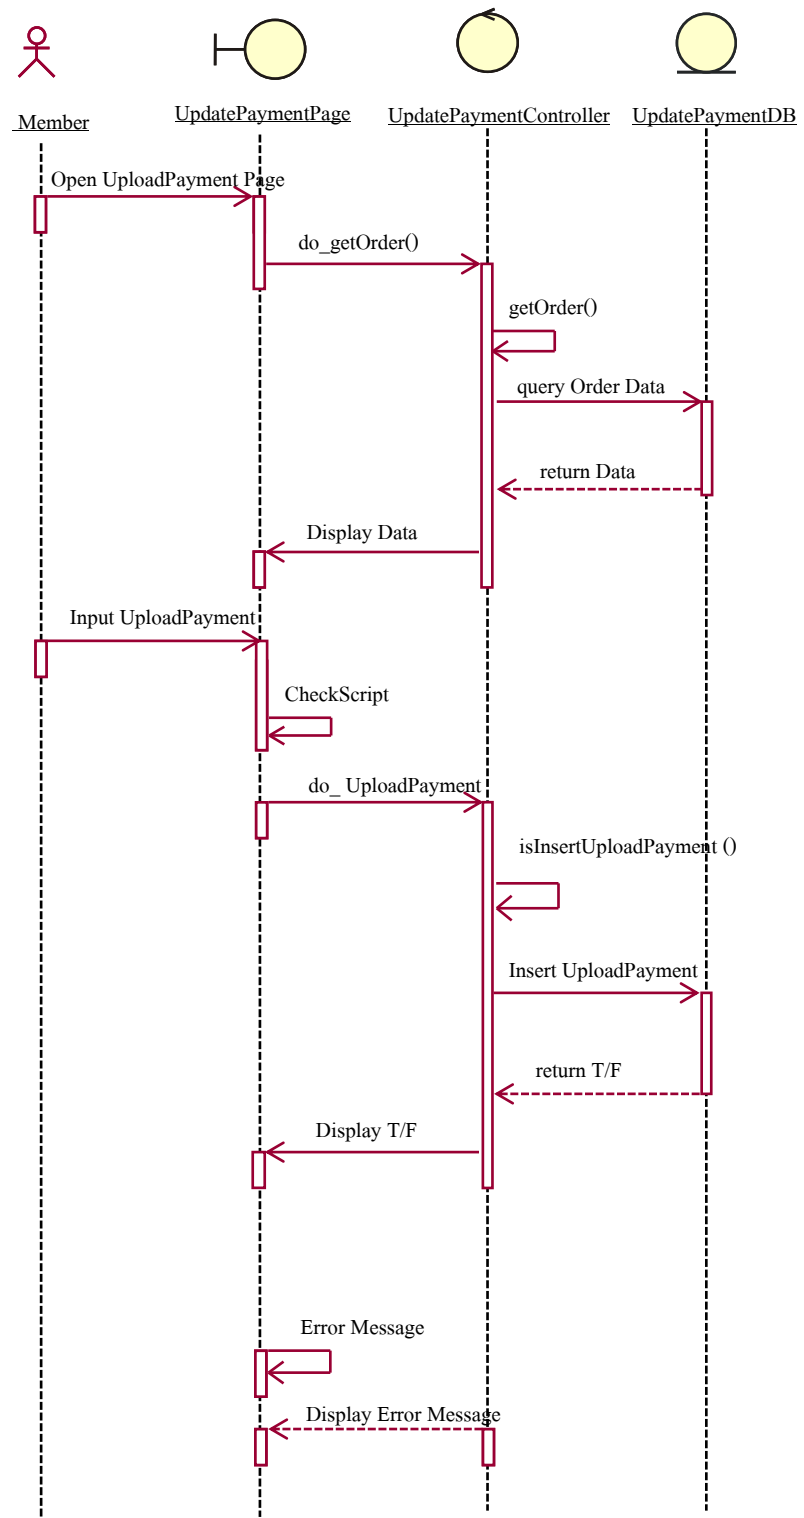 Member
UpdatePaymentPage
UpdatePaymentController
UpdatePaymentDB
Open UploadPayment Page
do_getOrder()
getOrder()
query Order Data
return Data
Display Data
Input UploadPayment
CheckScript
do_ UploadPayment
isInsertUploadPayment ()
Insert UploadPayment
return T/F
Display T/F
Error Message
Display Error Message